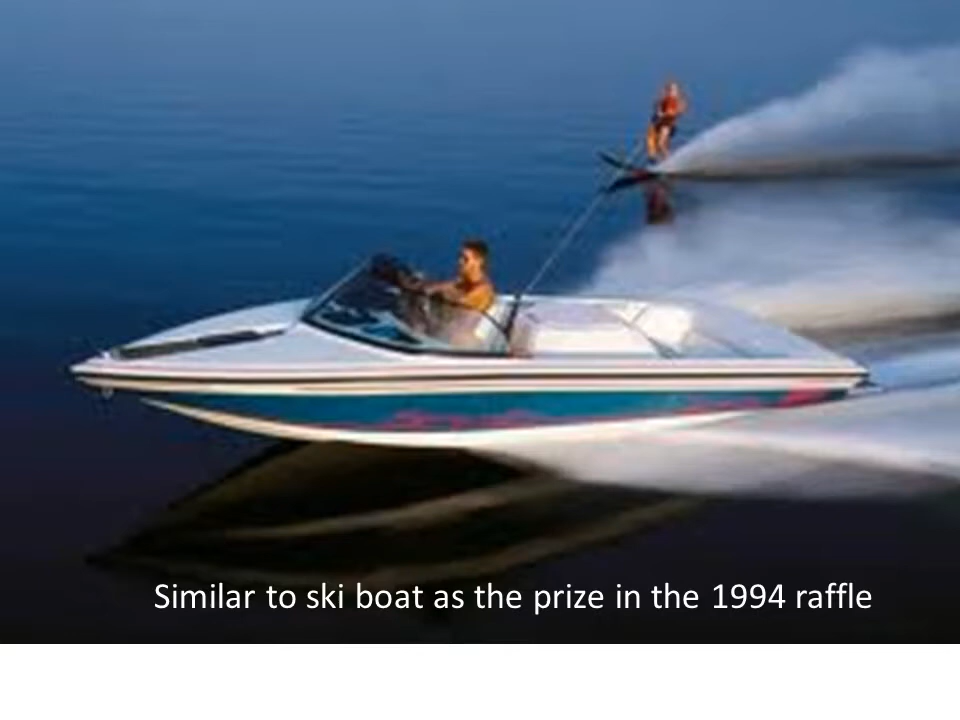 Similar to ski boat as the prize in the 1994 raffle